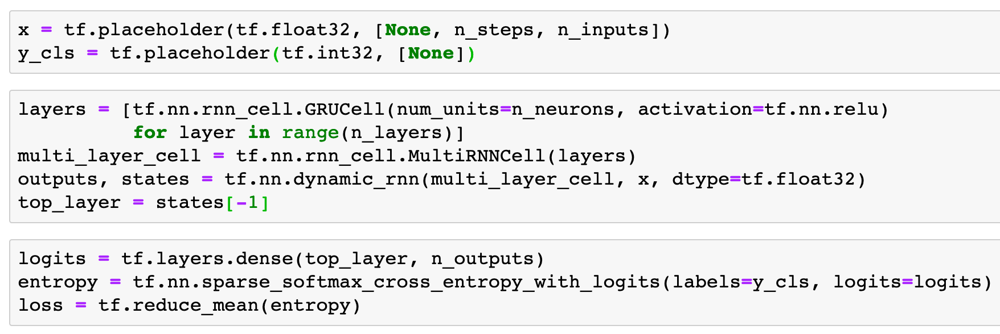 x = tf.placeholder(tf.float32, [None, n_steps, n_inputs])
y_cls = tf.placeholder(tf.int32, [None])
layers = [tf.nn.rnn_cell.GRUCell(num_units=n_neurons, activation=tf.nn.relu)
          for layer in range(n_layers)]
multi_layer_cell = tf.nn.rnn_cell.MultiRNNCell(layers)
outputs, states = tf.nn.dynamic_rnn(multi_layer_cell, x, dtype=tf.float32)
top_layer = states[-1]
logits = tf.layers.dense(top_layer, n_outputs)
entropy = tf.nn.sparse_softmax_cross_entropy_with_logits(labels=y_cls, logits=logits)
loss = tf.reduce_mean(entropy)